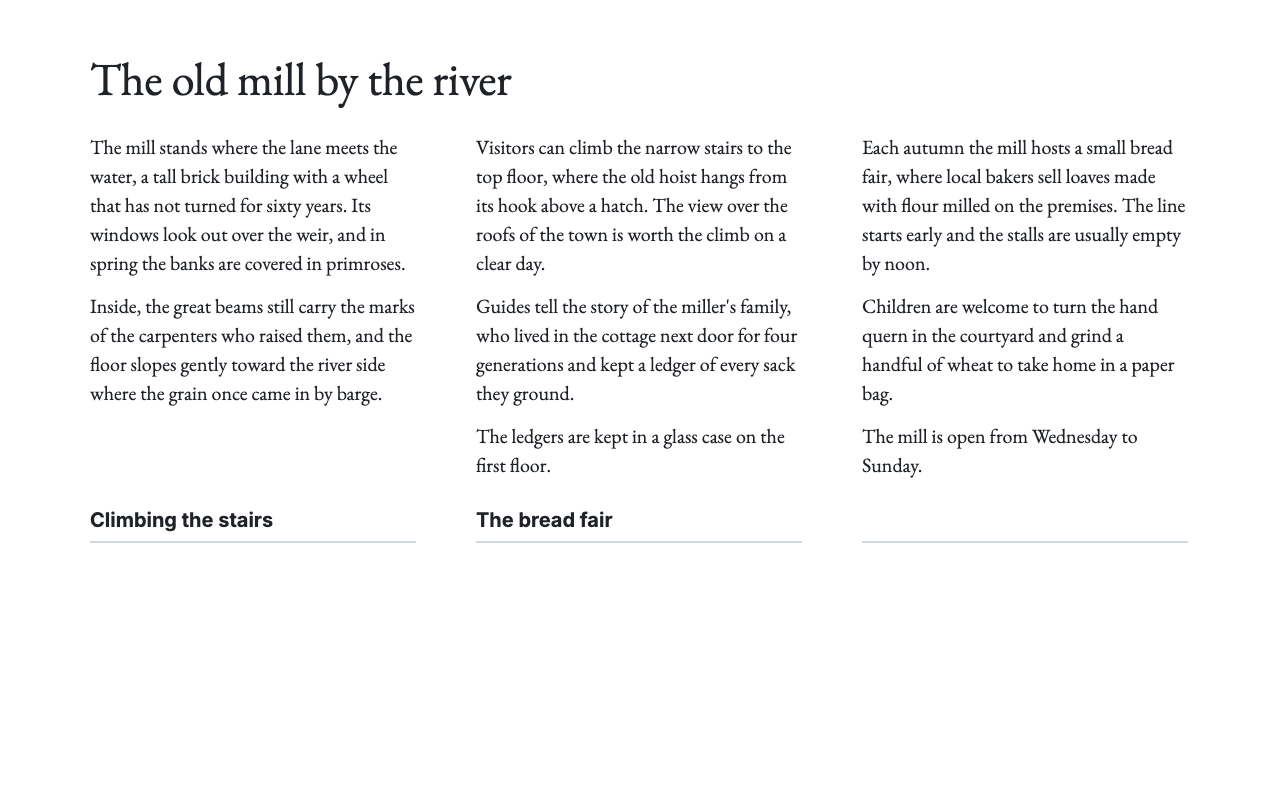 The old mill by the river
The mill stands where the lane meets the
water, a tall brick building with a wheel
that has not turned for sixty years. Its
windows look out over the weir, and in
spring the banks are covered in primroses.
Inside, the great beams still carry the marks
of the carpenters who raised them, and the
floor slopes gently toward the river side
where the grain once came in by barge.
Climbing the stairs
Visitors can climb the narrow stairs to the
top floor, where the old hoist hangs from
its hook above a hatch. The view over the
roofs of the town is worth the climb on a
clear day.
Guides tell the story of the miller's family,
who lived in the cottage next door for four
generations and kept a ledger of every sack
they ground.
The ledgers are kept in a glass case on the
first floor.
The bread fair
Each autumn the mill hosts a small bread
fair, where local bakers sell loaves made
with flour milled on the premises. The line
starts early and the stalls are usually empty
by noon.
Children are welcome to turn the hand
quern in the courtyard and grind a
handful of wheat to take home in a paper
bag.
The mill is open from Wednesday to
Sunday.